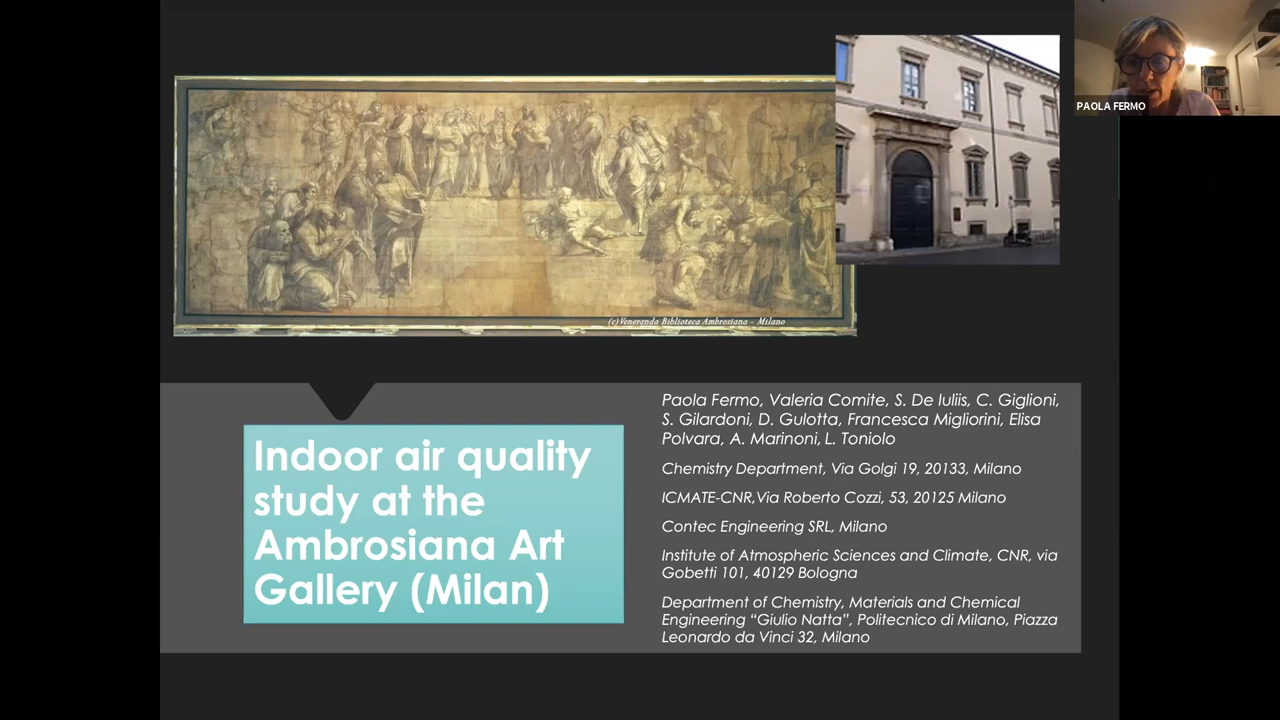 PAOLA FERMO
(c)Veneranda Biblioteca Ambrosiana - Milano
Indoor air quality
study at the
Ambrosiana Art
Gallery (Milan)
Paola Fermo, Valeria Comite, S. De Iuliis, C. Giglioni,
S. Gilardoni, D. Gulotta, Francesca Migliorini, Elisa
Polvara, A. Marinoni, L. Toniolo
Chemistry Department, Via Golgi 19, 20133, Milano
ICMATE-CNR,Via Roberto Cozzi, 53, 20125 Milano
Contec Engineering SRL, Milano
Institute of Atmospheric Sciences and Climate, CNR, via
Gobetti 101, 40129 Bologna
Department of Chemistry, Materials and Chemical
Engineering “Giulio Natta”, Politecnico di Milano, Piazza
Leonardo da Vinci 32, Milano